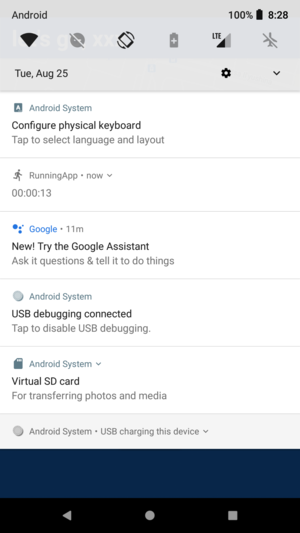 Android 100% 8:28
LTE
Tue, Aug 25
Android System
Configure physical keyboard
Tap to select language and layout
RunningApp • now
00:00:13
Google • 11m
New! Try the Google Assistant
Ask it questions & tell it to do things
Android System
USB debugging connected
Tap to disable USB debugging.
Android System
Virtual SD card
For transferring photos and media
Android System • USB charging this device